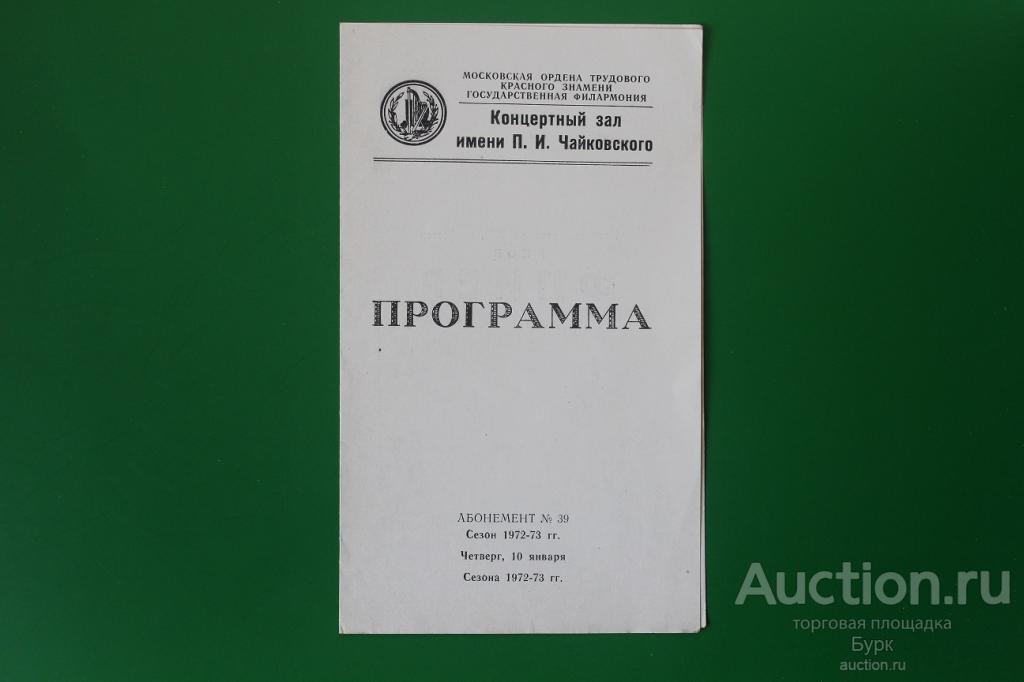 МОСКОВСКАЯ ОРДЕНА ТРУДОВОГО
КРАСНОГО ЗНАМЕНИ
ГОСУДАРСТВЕННАЯ ФИЛАРМОНИЯ
Концертный зал
имени П. И. Чайковского
ПРОГРАММА
АБОНЕМЕНТ № 39
Сезон 1972-73 гг.
Четверг, 10 января
Сезона 1972-73 гг.
Auction.ru
торговая площадка
Бурк
auction.ru